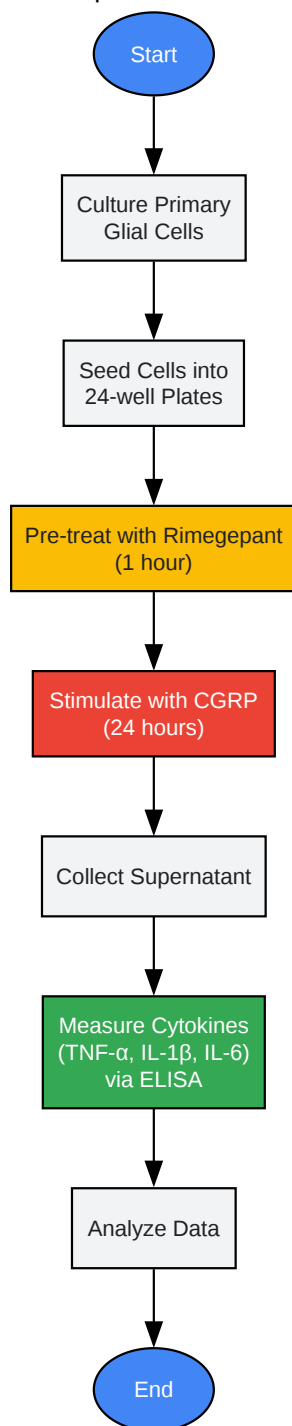 Start
Culture Primary
Glial Cells
Seed Cells into
24-well Plates
Pre-treat with Rimegepant
(1 hour)
Stimulate with CGRP
(24 hours)
Collect Supernatant
Measure Cytokines
(TNF-α, IL-1β, IL-6)
via ELISA
Analyze Data
End